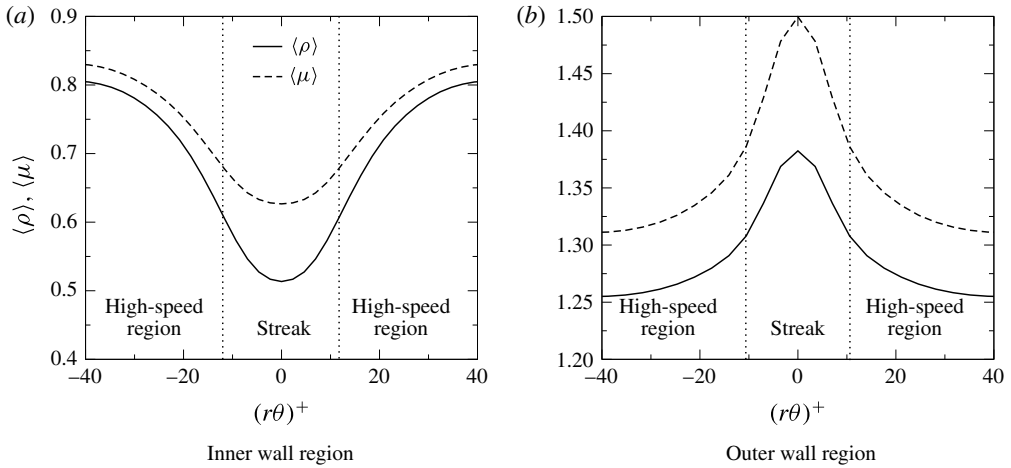 (a)
0.9
0.8
0.7
0.6
0.5
0.4
⟨ρ⟩, ⟨μ⟩
⟨ρ⟩
⟨μ⟩
High-speed
region
Streak
High-speed
region
–40
–20
0
20
40
(rθ)⁺
Inner wall region
(b)
1.50
1.45
1.40
1.35
1.30
1.25
1.20
High-speed
region
Streak
High-speed
region
–40
–20
0
20
40
(rθ)⁺
Outer wall region